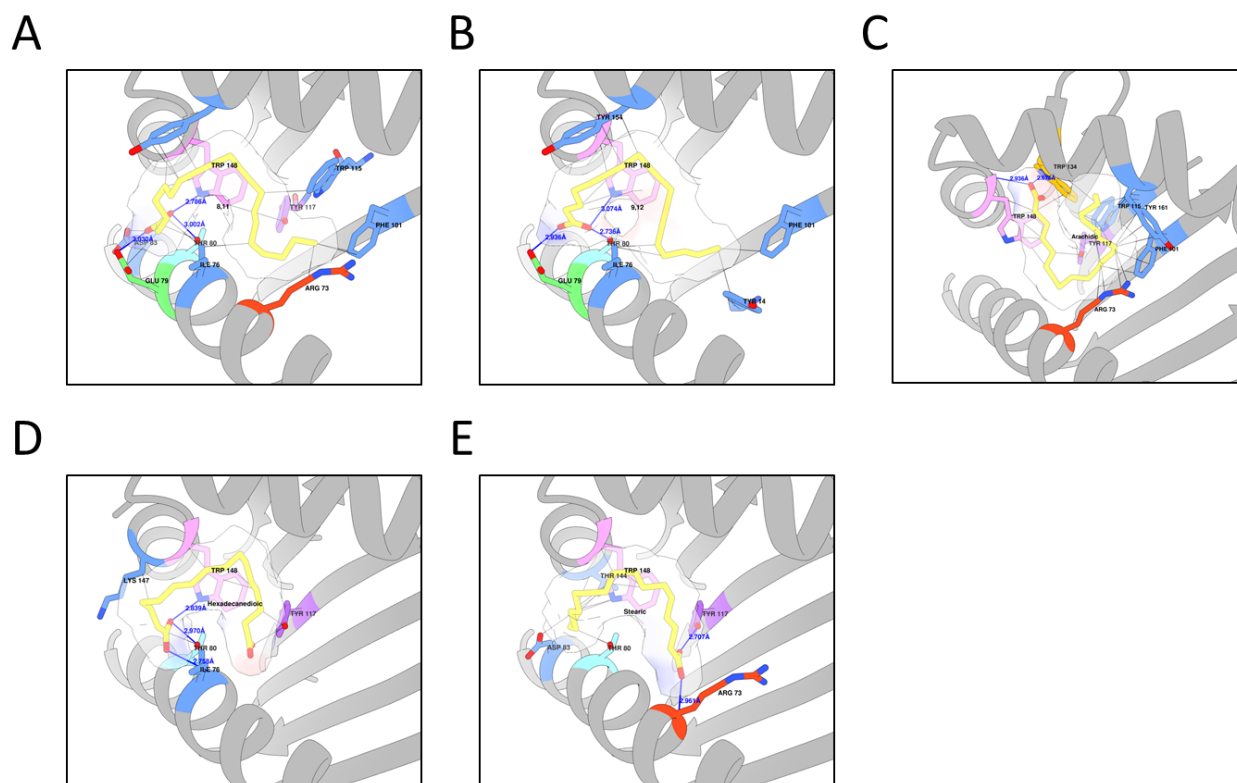 A
B
C
TRP 148
TRP 115
2.786Å
8,11
TYR 117
3.002Å
3.030Å
ASP 83
THR 80
PHE 101
ILE 76
GLU 79
ARG 73
TYR 154
TRP 148
3.074Å
9,12
2.936Å
2.735Å
THR 80
PHE 101
ILE 76
GLU 79
TYR 14
TRP 134
2.936Å
TRP 148
TRP 115
TYR 161
Arachidic
TYR 117
PHE 101
ARG 73
D
E
TRP 148
LYS 147
Hexadecanedioic
2.839Å
TYR 117
2.970Å
THR 80
ILE 76
THR 144
TRP 148
Stearic
TYR 117
2.707Å
ASP 83
THR 80
ARG 73
2.961Å